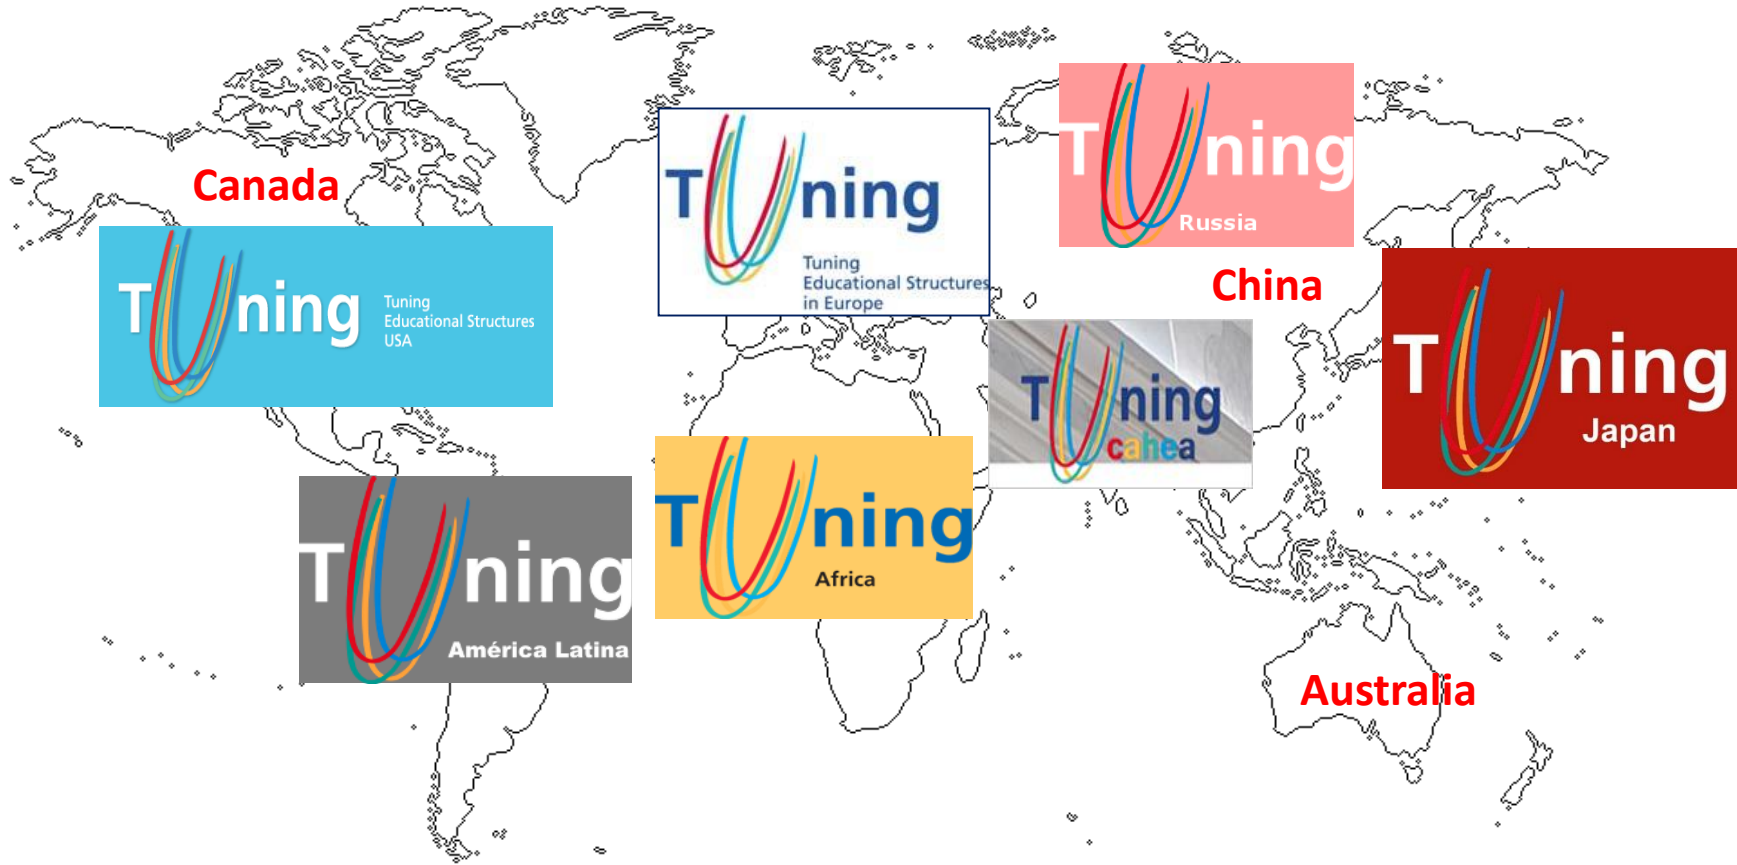 Canada
Tuning
Tuning
Educational Structures
USA
Tuning
Tuning
Educational Structures
in Europe
Tuning
Russia
China
Tuning
Japan
Tuning
cahea
Tuning
América Latina
Tuning
Africa
Australia